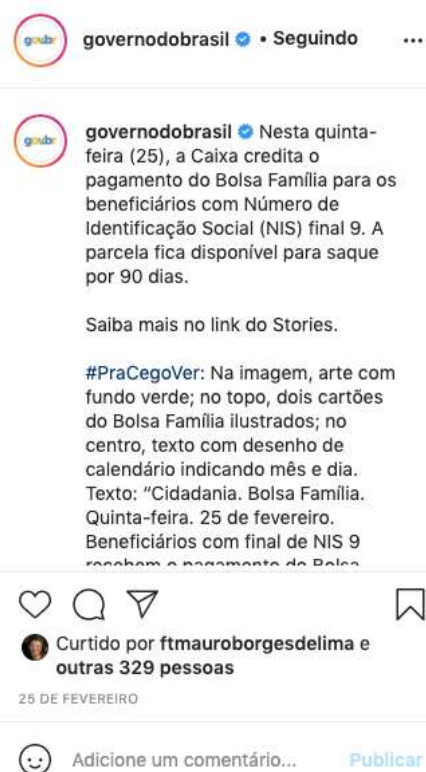 goubr
governodobrasil • Seguindo
...
goubr
governodobrasil Nesta quinta-
feira (25), a Caixa credita o
pagamento do Bolsa Família para os
beneficiários com Número de
Identificação Social (NIS) final 9. A
parcela fica disponível para saque
por 90 dias.
Saiba mais no link do Stories.
#PraCegoVer: Na imagem, arte com
fundo verde; no topo, dois cartões
do Bolsa Família ilustrados; no
centro, texto com desenho de
calendário indicando mês e dia.
Texto: “Cidadania. Bolsa Família.
Quinta-feira. 25 de fevereiro.
Beneficiários com final de NIS 9
recebem o pagamento do Bolsa
Curtido por ftmauroborgesdelima e
outras 329 pessoas
25 DE FEVEREIRO
Adicione um comentário... Publicar